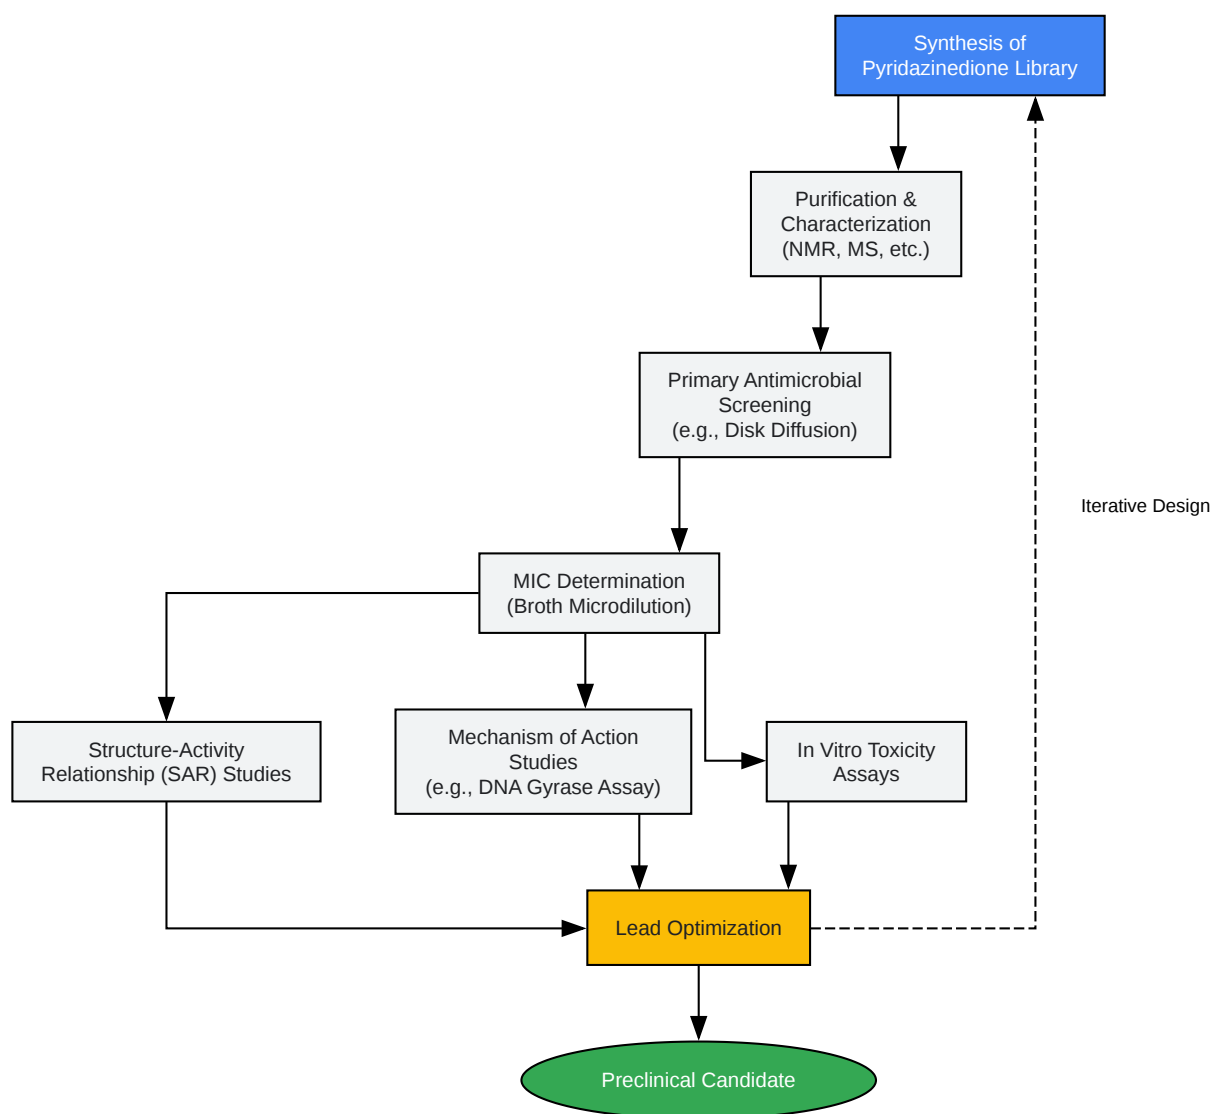 Synthesis of
Pyridazinedione Library
Purification &
Characterization
(NMR, MS, etc.)
Primary Antimicrobial
Screening
(e.g., Disk Diffusion)
Iterative Design
MIC Determination
(Broth Microdilution)
Structure-Activity
Relationship (SAR) Studies
Mechanism of Action
Studies
(e.g., DNA Gyrase Assay)
In Vitro Toxicity
Assays
Lead Optimization
Preclinical Candidate